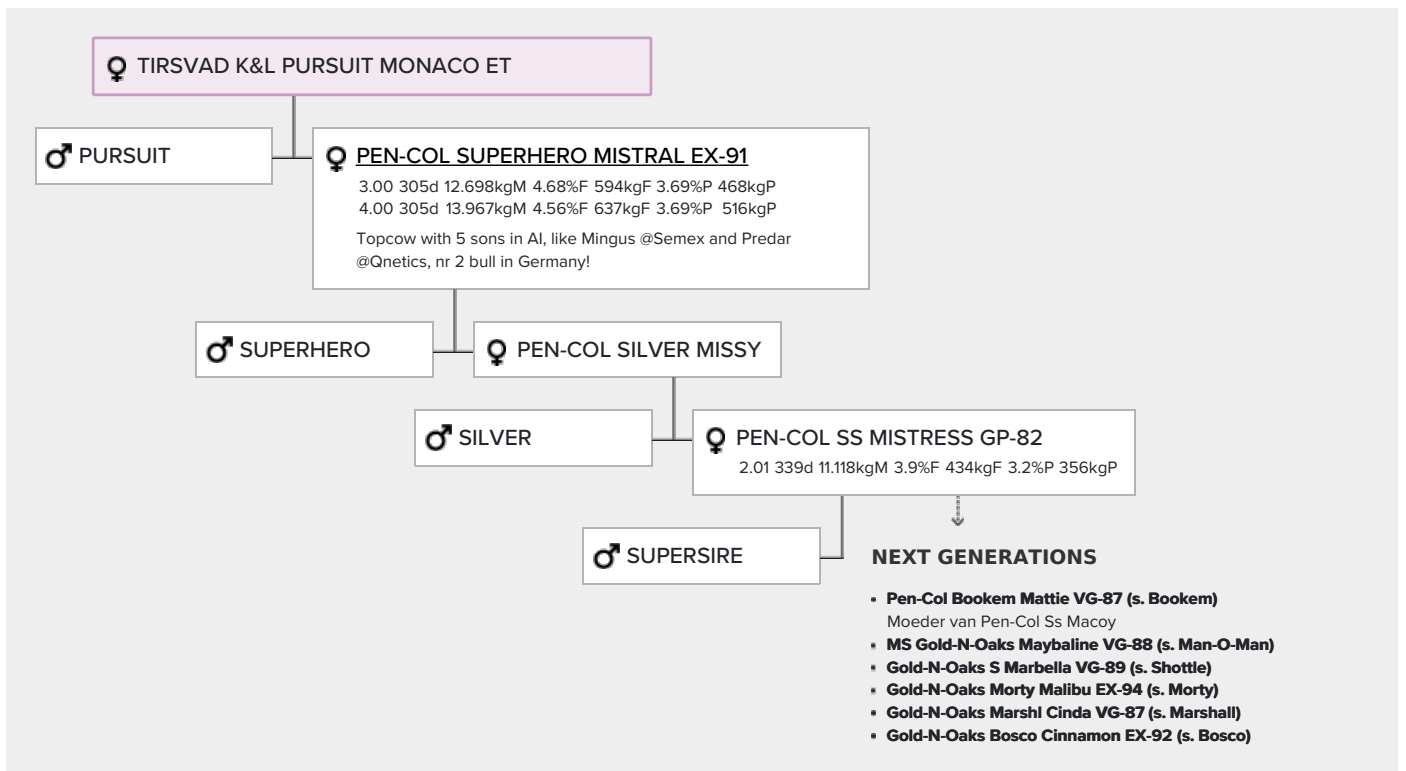 TIRSVAD K&L PURSUIT MONACO ET
PURSUIT
PEN-COL SUPERHERO MISTRAL EX-91
3.00 305d 12.698kgM 4.68%F 594kgF 3.69%P 468kgP
4.00 305d 13.967kgM 4.56%F 637kgF 3.69%P 516kgP
Topcow with 5 sons in AI, like Mingus @Semex and Predar
@Qnetics, nr 2 bull in Germany!
SUPERHERO
PEN-COL SILVER MISSY
SILVER
PEN-COL SS MISTRESS GP-82
2.01 339d 11.118kgM 3.9%F 434kgF 3.2%P 356kgP
SUPERSIRE
NEXT GENERATIONS
Pen-Col Bookem Mattie VG-87 (s. Bookem)
Moeder van Pen-Col Ss Macoy
MS Gold-N-Oaks Maybaline VG-88 (s. Man-O-Man)
Gold-N-Oaks S Marbella VG-89 (s. Shottle)
Gold-N-Oaks Morty Malibu EX-94 (s. Morty)
Gold-N-Oaks Marshl Cinda VG-87 (s. Marshall)
Gold-N-Oaks Bosco Cinnamon EX-92 (s. Bosco)